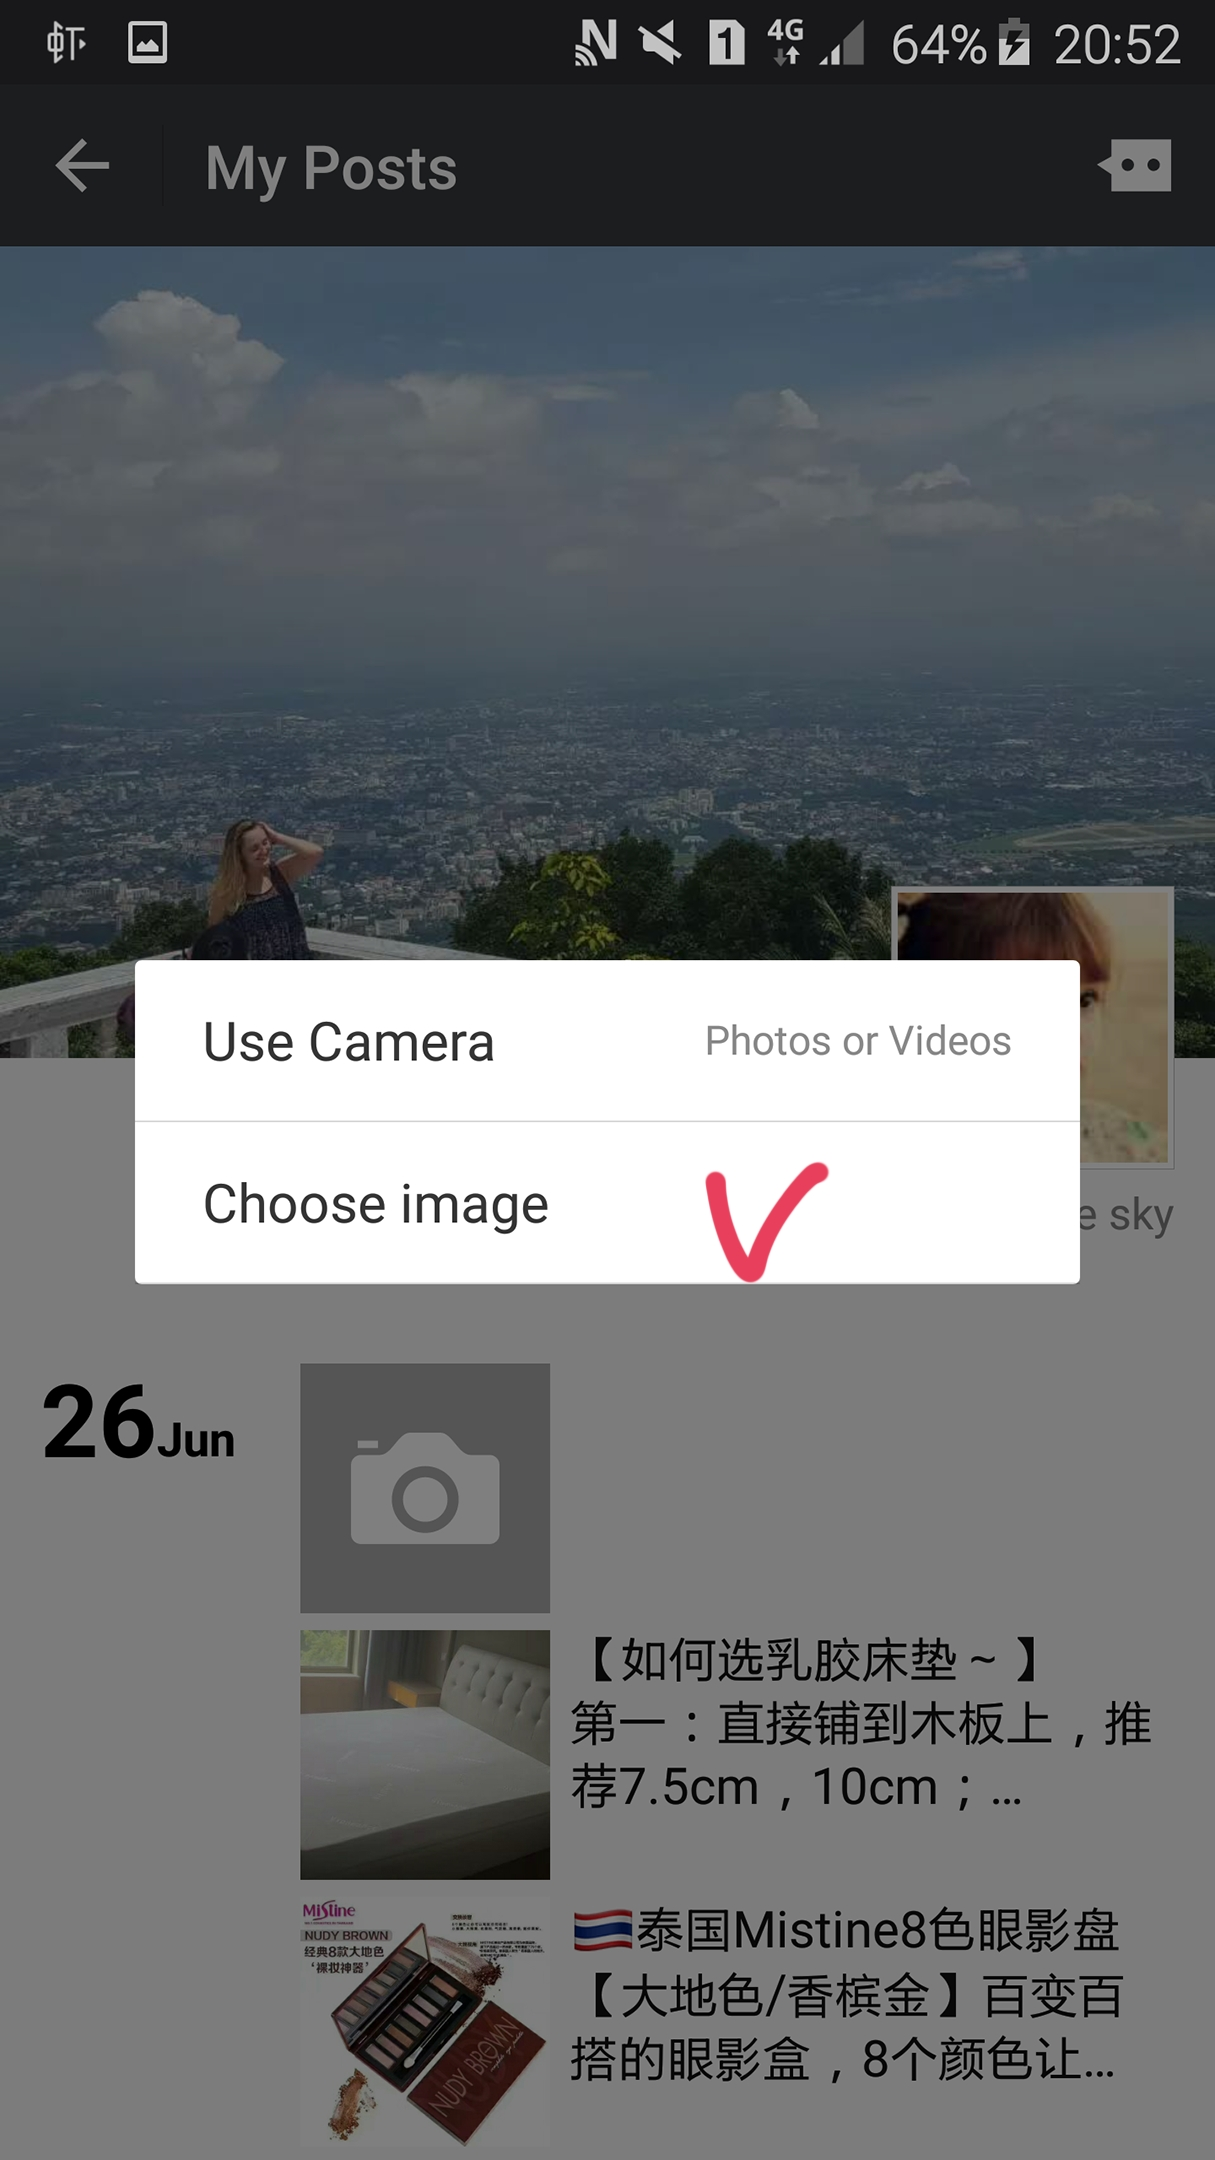 1 4G 64% 20:52
My Posts
Use Camera Photos or Videos
Choose image
e sky
26 Jun
【如何选乳胶床垫~】
第一：直接铺到木板上，推
荐7.5cm，10cm；...
Mistine
NUDY BROWN
经典8款大地色
‘裸妆神器’
NUDY BROWN
泰国Mistine8色眼影盘
【大地色/香槟金】百变百
搭的眼影盒，8个颜色让...